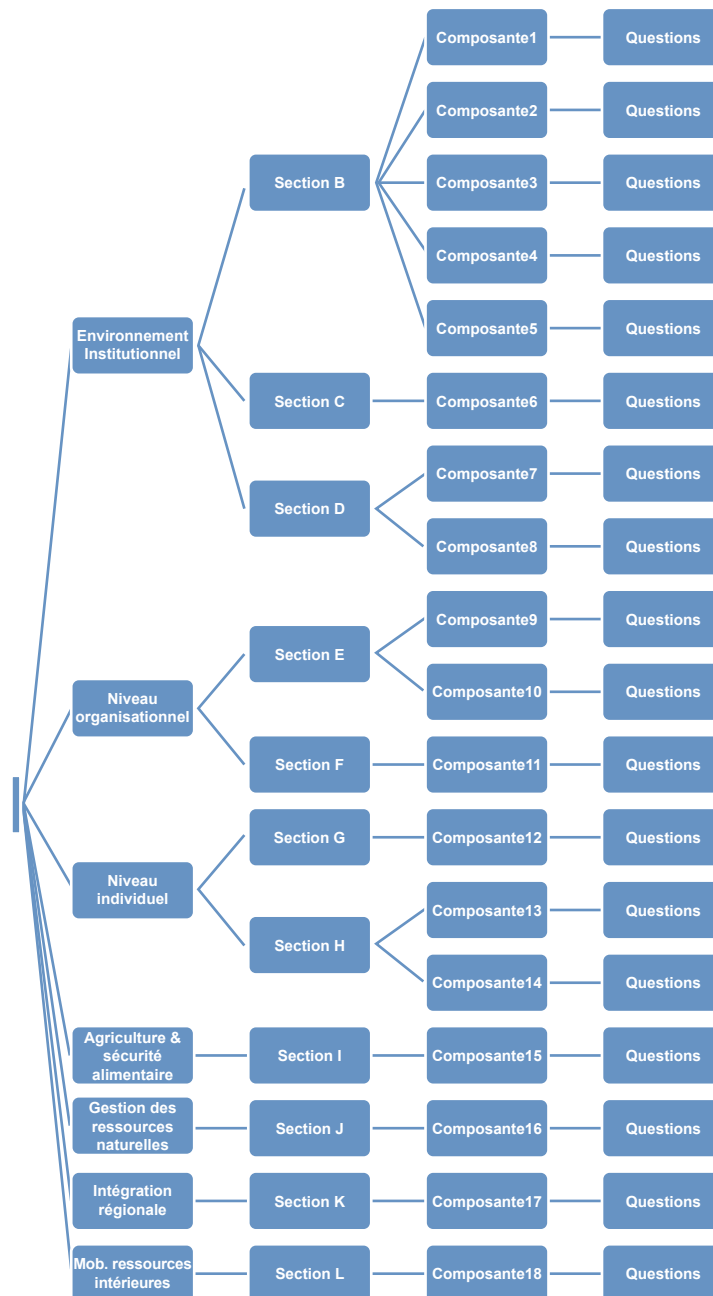 Composante1
Questions
Composante2
Questions
Section B
Composante3
Questions
Composante4
Questions
Environnement
Institutionnel
Composante5
Questions
Section C
Composante6
Questions
Composante7
Questions
Section D
Composante8
Questions
Composante9
Questions
Section E
Composante10
Questions
Niveau
organisationnel
Section F
Composante11
Questions
Section G
Composante12
Questions
Niveau
individuel
Composante13
Questions
Section H
Composante14
Questions
Agriculture &
sécurité
alimentaire
Section I
Composante15
Questions
Gestion des
ressources
naturelles
Section J
Composante16
Questions
Intégration
régionale
Section K
Composante17
Questions
Mob. ressources
intérieures
Section L
Composante18
Questions